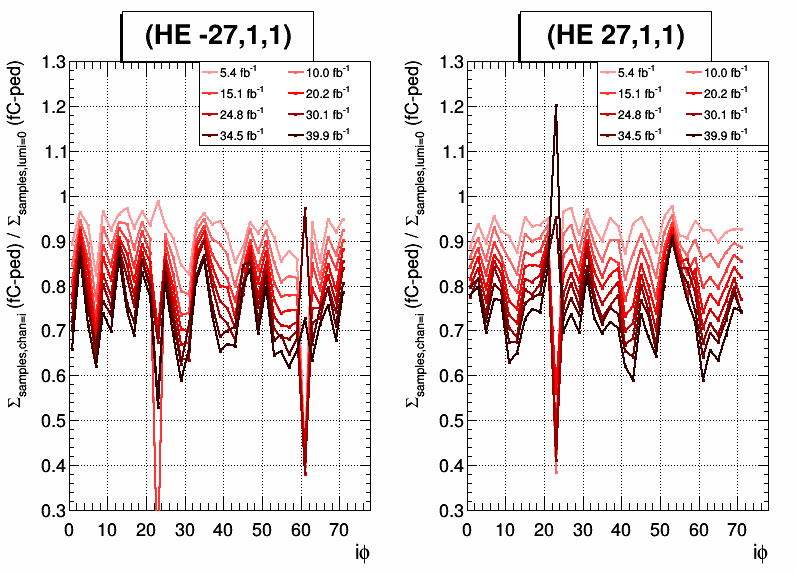 (HE -27,1,1)
Σsamples,chan=i (fC-ped) / Σsamples,lumi=0 (fC-ped)
5.4 fb-1 10.0 fb-1
15.1 fb-1 20.2 fb-1
24.8 fb-1 30.1 fb-1
34.5 fb-1 39.9 fb-1
1.3
1.2
1.1
1
0.9
0.8
0.7
0.6
0.5
0.4
0.3
0 10 20 30 40 50 60 70
iϕ
(HE 27,1,1)
Σsamples,chan=i (fC-ped) / Σsamples,lumi=0 (fC-ped)
5.4 fb-1 10.0 fb-1
15.1 fb-1 20.2 fb-1
24.8 fb-1 30.1 fb-1
34.5 fb-1 39.9 fb-1
1.3
1.2
1.1
1
0.9
0.8
0.7
0.6
0.5
0.4
0.3
0 10 20 30 40 50 60 70
iϕ